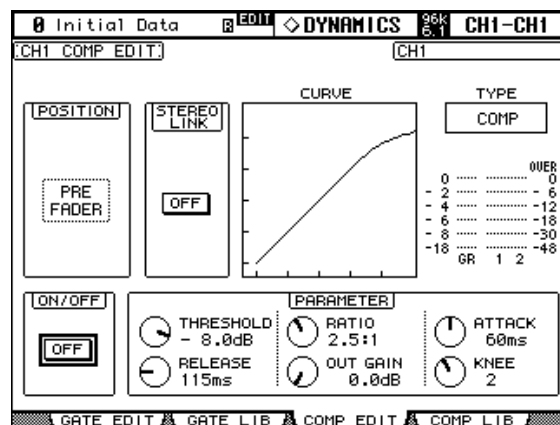 0 Initial Data R EDIT ◇DYNAMICS 96k 6.1 CH1-CH1
CH1 COMP EDIT CH1
CURVE TYPE
POSITION STEREO LINK COMP
PRE FADER OFF
OVER
0 0
- 2 - 6
- 4 -12
- 6 -18
- 8 -30
-18 -48
GR 1 2
ON/OFF PARAMETER
OFF
THRESHOLD RATIO ATTACK
- 8.0dB 2.5:1 60ms
RELEASE OUT GAIN KNEE
115ms 0.0dB 2
GATE EDIT GATE LIB COMP EDIT COMP LIB